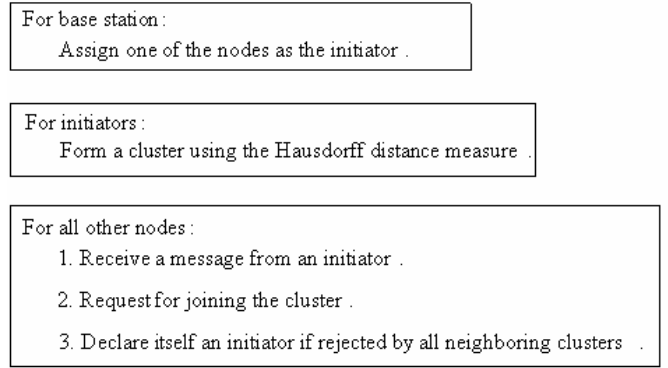 For base station :
Assign one of the nodes as the initiator .
For initiators :
Form a cluster using the Hausdorff distance measure .
For all other nodes :
1. Receive a message from an initiator .
2. Request for joining the cluster .
3. Declare itself an initiator if rejected by all neighboring clusters .